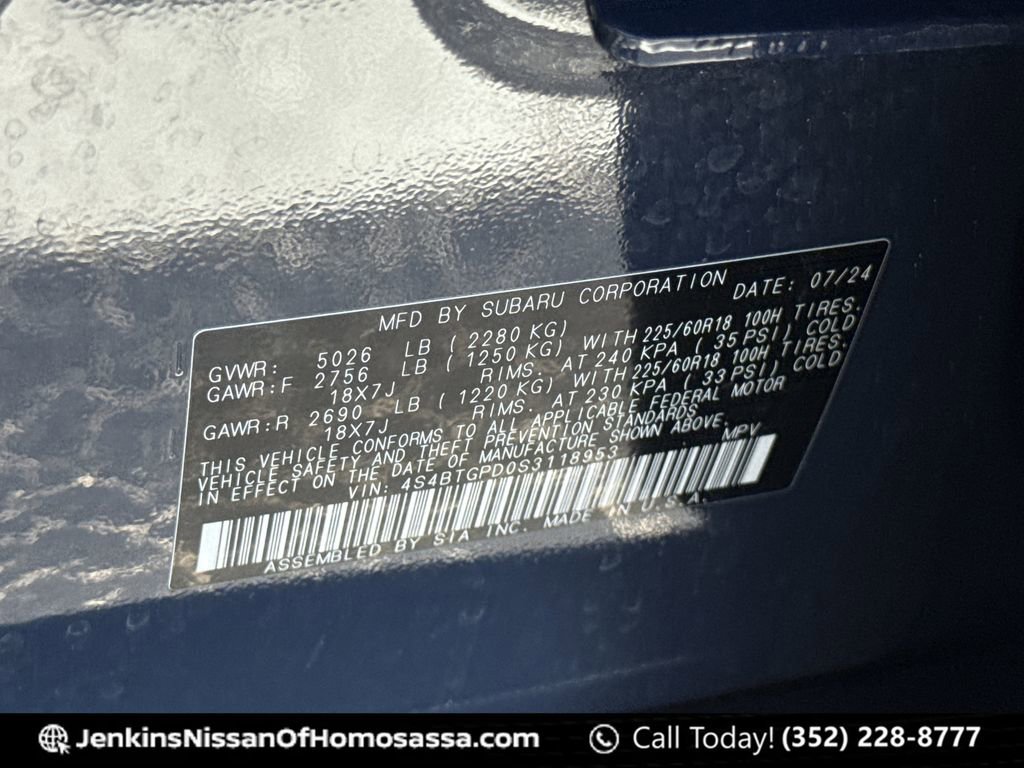 MFD BY SUBARU CORPORATION DATE: 07/24
GVWR: 5026 LB ( 2280 KG)
GAWR:F 2756 LB ( 1250 KG) WITH 225/60R18 100H TIRES.
18X7J RIMS. AT 240 KPA ( 35 PSI) COLD
GAWR:R 2690 LB ( 1220 KG) WITH 225/60R18 100H TIRES.
18X7J RIMS. AT 230 KPA ( 33 PSI) COLD
THIS VEHICLE CONFORMS TO ALL APPLICABLE FEDERAL MOTOR
VEHICLE SAFETY AND THEFT PREVENTION STANDARDS
IN EFFECT ON THE DATE OF MANUFACTURE SHOWN ABOVE.
VIN: 4S4BTGPD0S3118953 MPV
ASSEMBLED BY SIA INC. MADE IN U.S.A.
JenkinsNissanOfHomosassa.com Call Today! (352) 228-8777